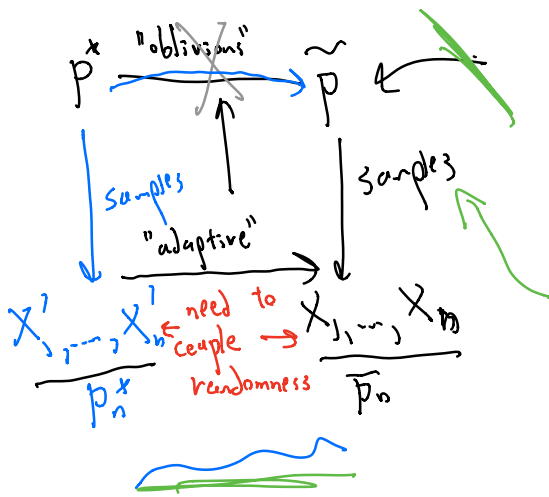 "oblivious"
p* p̃
samples samples
"adaptive"
X'₁, ..., X'ₙ need to couple randomness X₁, ..., Xₙ
p*ₙ p̃ₙ